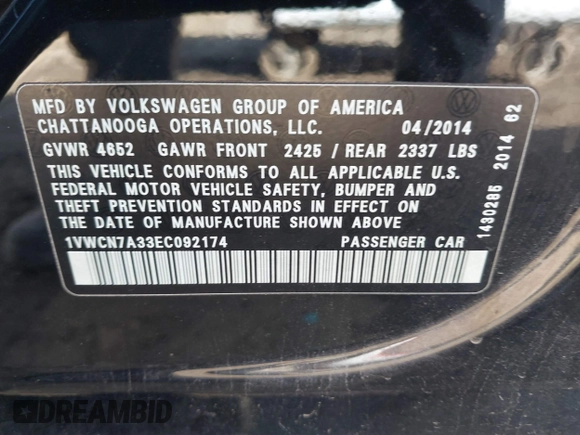 MFD BY VOLKSWAGEN GROUP OF AMERICA
CHATTANOOGA OPERATIONS, LLC. 04/2014
GVWR 4652 GAWR FRONT 2425 / REAR 2337 LBS
THIS VEHICLE CONFORMS TO ALL APPLICABLE U.S.
FEDERAL MOTOR VEHICLE SAFETY, BUMPER AND
THEFT PREVENTION STANDARDS IN EFFECT ON
THE DATE OF MANUFACTURE SHOWN ABOVE
1VWCN7A33EC092174 PASSENGER CAR
1430285 2014 62
DREAMBID